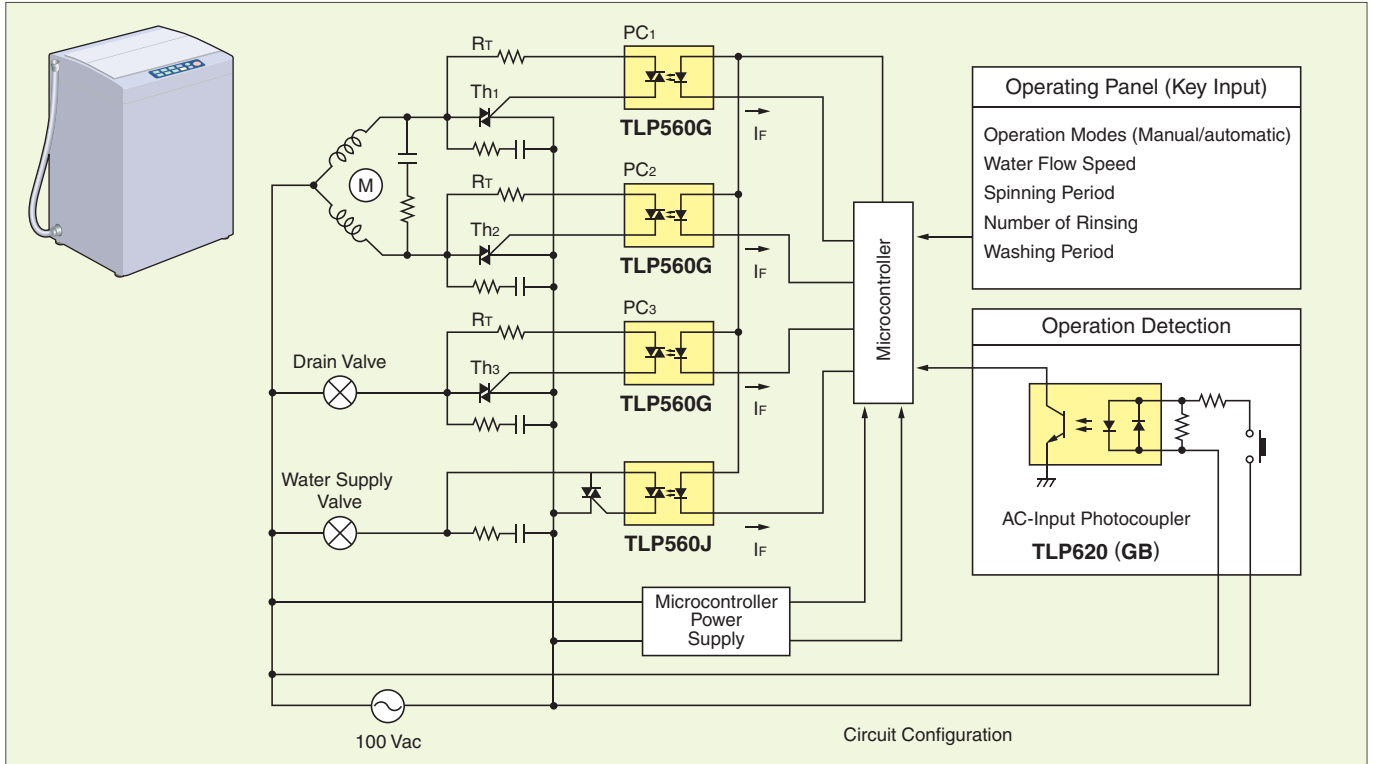 PC1
RT
Th1
TLP560G
IF
M
PC2
RT
Th2
TLP560G
IF
PC3
RT
Th3
TLP560G
IF
Drain Valve
Water Supply
Valve
TLP560J
IF
Microcontroller
Power
Supply
100 Vac
Microcontroller
Operating Panel (Key Input)
Operation Modes (Manual/automatic)
Water Flow Speed
Spinning Period
Number of Rinsing
Washing Period
Operation Detection
AC-Input Photocoupler
TLP620 (GB)
Circuit Configuration